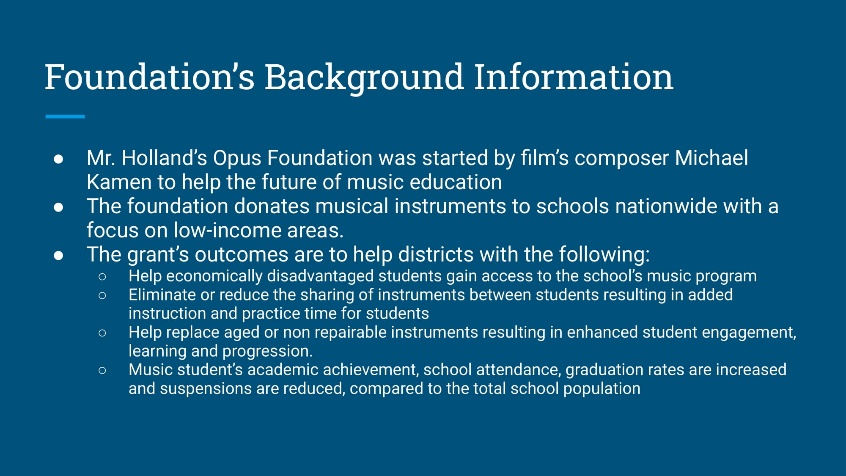 Foundation’s Background Information
● Mr. Holland’s Opus Foundation was started by film’s composer Michael
Kamen to help the future of music education
● The foundation donates musical instruments to schools nationwide with a
focus on low-income areas.
● The grant’s outcomes are to help districts with the following:
○ Help economically disadvantaged students gain access to the school’s music program
○ Eliminate or reduce the sharing of instruments between students resulting in added
instruction and practice time for students
○ Help replace aged or non repairable instruments resulting in enhanced student engagement,
learning and progression.
○ Music student’s academic achievement, school attendance, graduation rates are increased
and suspensions are reduced, compared to the total school population